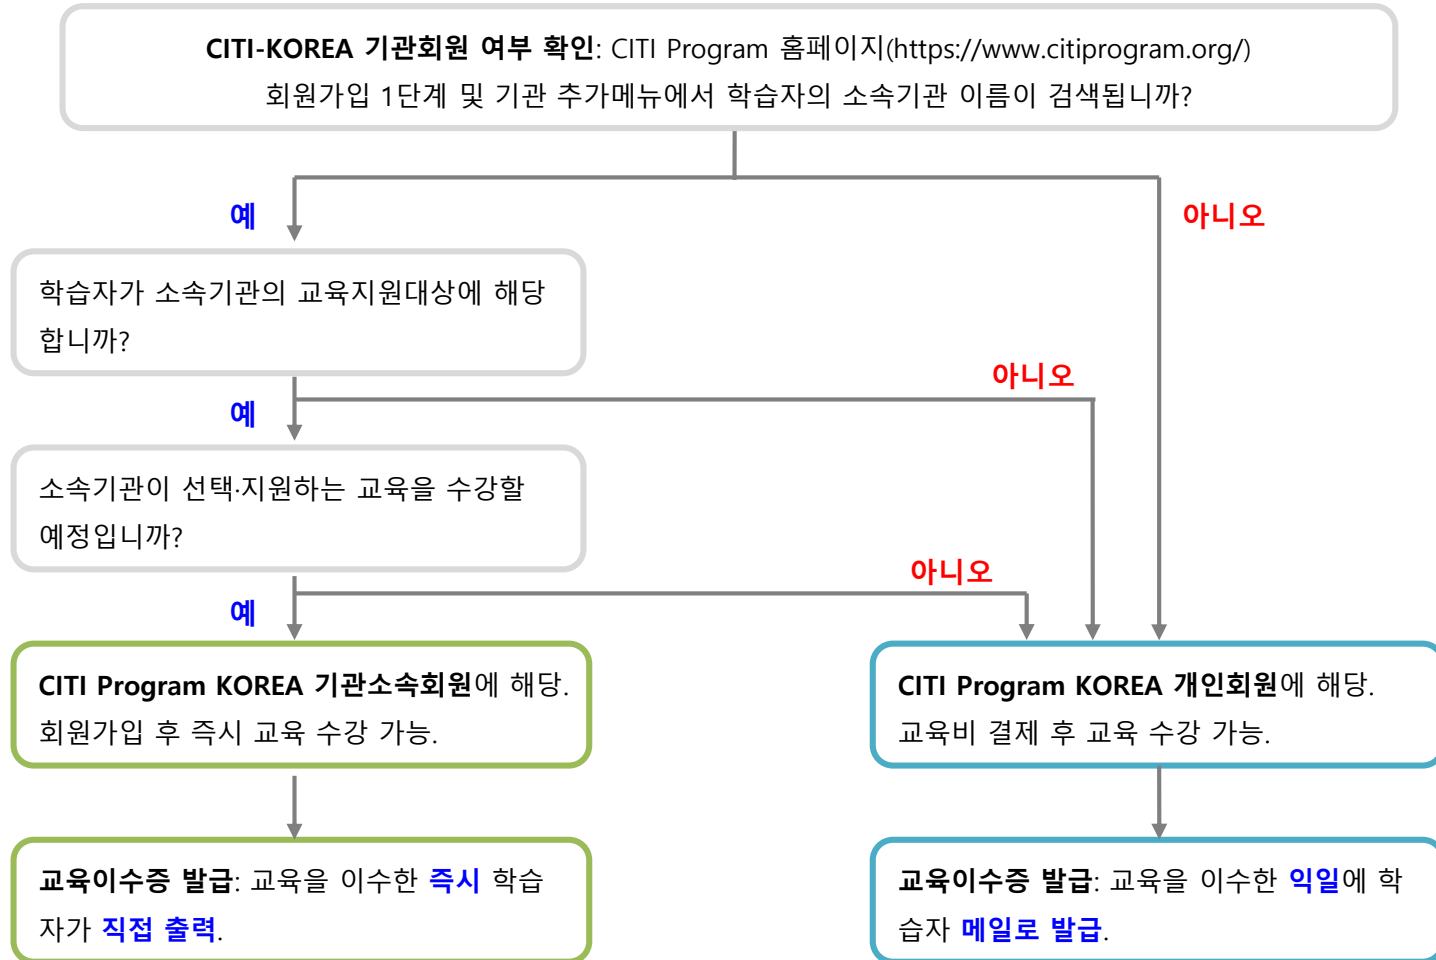 CITI-KOREA 기관회원 여부 확인: CITI Program 홈페이지(https://www.citiprogram.org/)
회원가입 1단계 및 기관 추가메뉴에서 학습자의 소속기관 이름이 검색됩니까?
예
아니오
학습자가 소속기관의 교육지원대상에 해당
합니까?
아니오
예
소속기관이 선택·지원하는 교육을 수강할
예정입니까?
아니오
예
CITI Program KOREA 기관소속회원에 해당.
회원가입 후 즉시 교육 수강 가능.
CITI Program KOREA 개인회원에 해당.
교육비 결제 후 교육 수강 가능.
교육이수증 발급: 교육을 이수한 즉시 학습
자가 직접 출력.
교육이수증 발급: 교육을 이수한 익일에 학
습자 메일로 발급.